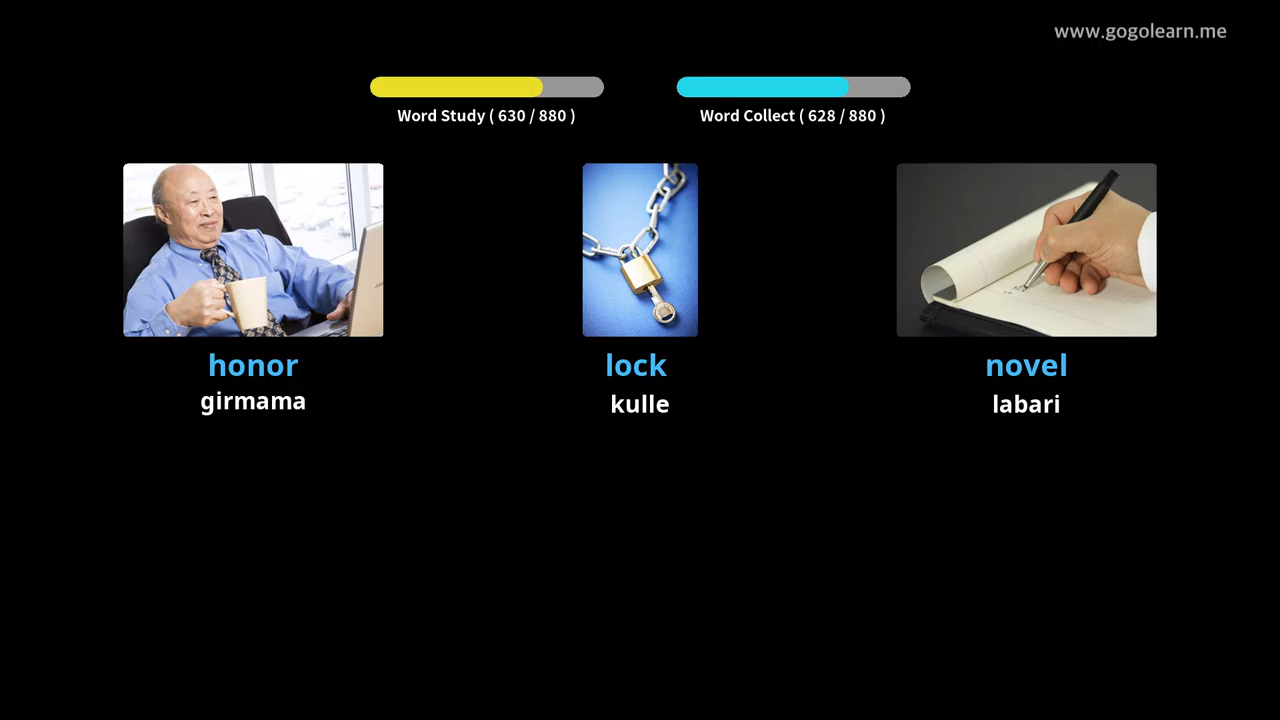 www.gogolearn.me
Word Study ( 630 / 880 )
Word Collect ( 628 / 880 )
honor
girmama
lock
kulle
novel
labari